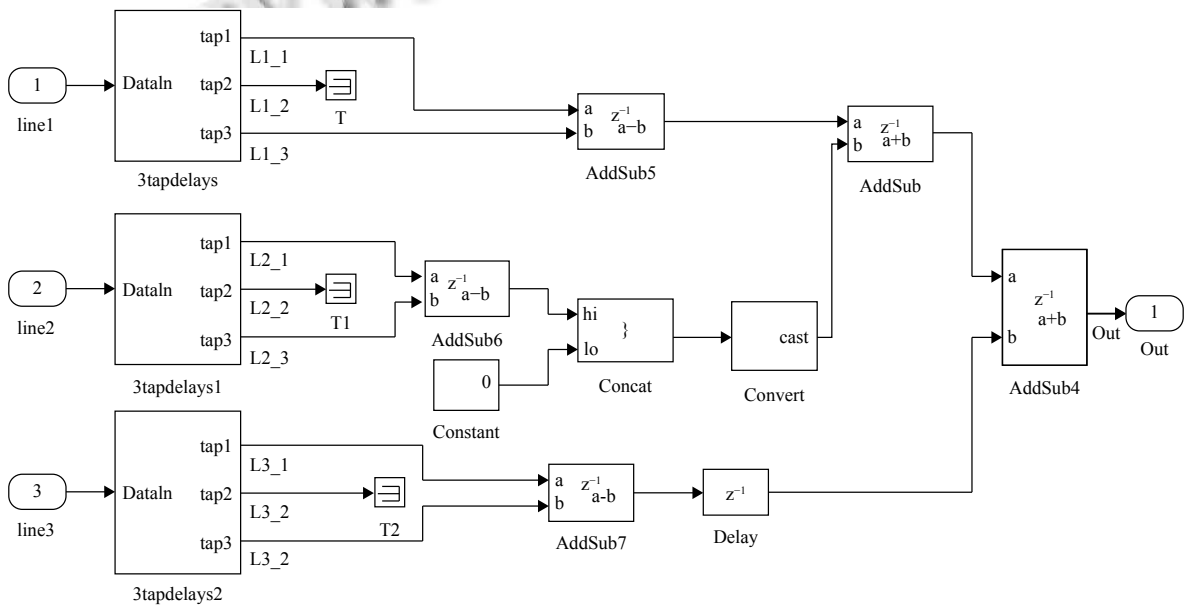 1
line1
DataIn
tap1
tap2
tap3
3tapdelays
L1_1
L1_2
L1_3
T
a
b
z⁻¹
a−b
AddSub5
a
b
z⁻¹
a+b
AddSub
2
line2
DataIn
tap1
tap2
tap3
3tapdelays1
L2_1
L2_2
L2_3
T1
a
b
z⁻¹
a−b
AddSub6
0
Constant
hi
lo
}
Concat
cast
Convert
a
b
z⁻¹
a+b
AddSub4
Out
1
Out
3
line3
DataIn
tap1
tap2
tap3
3tapdelays2
L3_1
L3_2
L3_2
T2
a
b
z⁻¹
a-b
AddSub7
z⁻¹
Delay